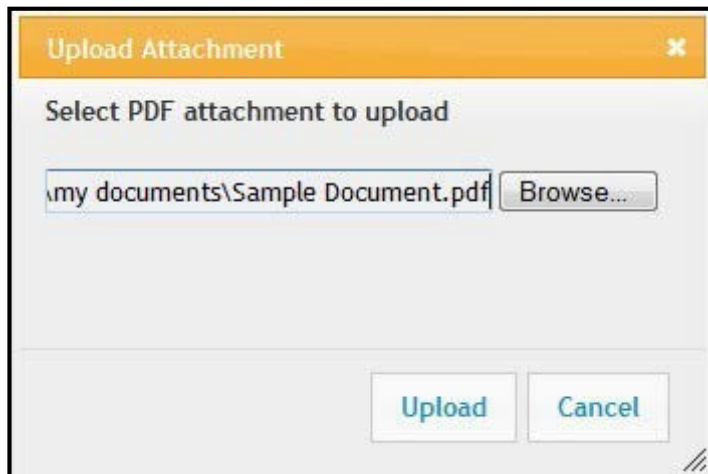 Upload Attachment
Select PDF attachment to upload
\my documents\Sample Document.pdf Browse...
Upload Cancel